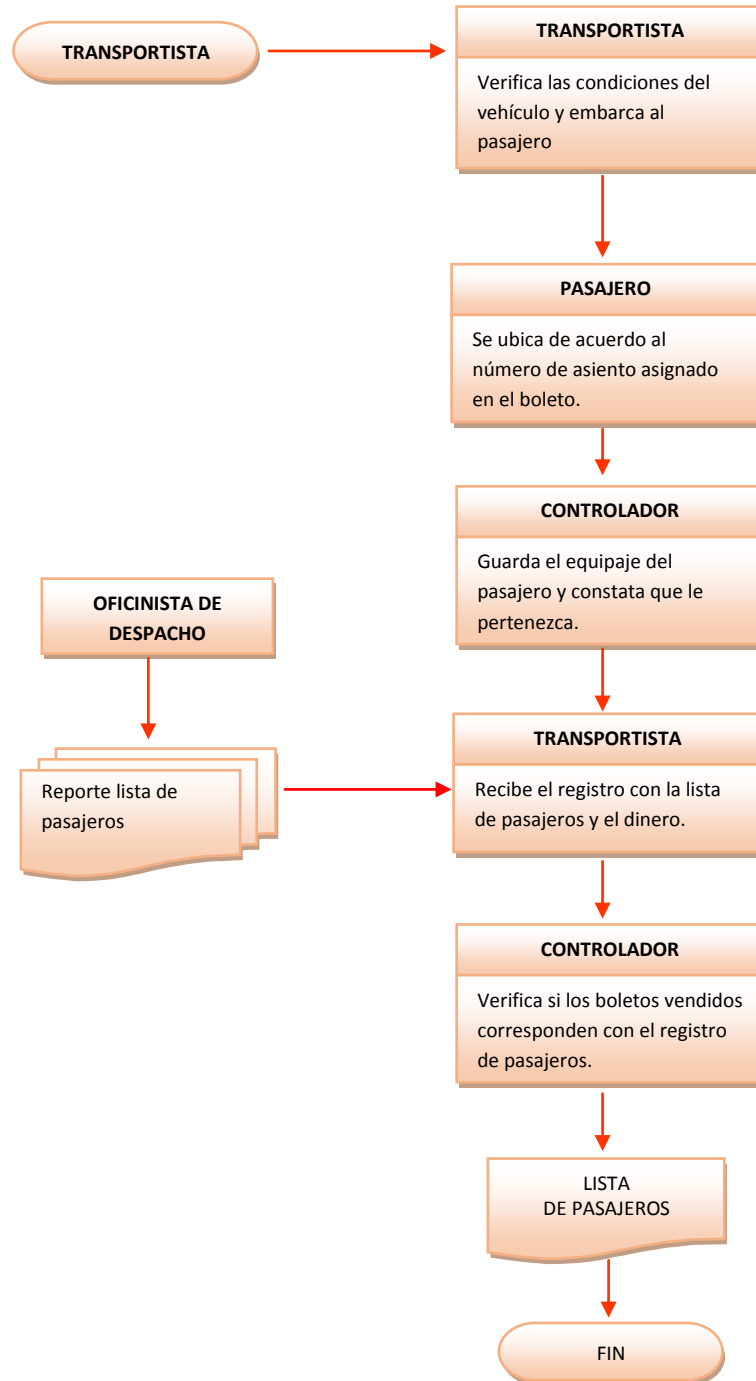 TRANSPORTISTA
TRANSPORTISTA
Verifica las condiciones del
vehículo y embarca al
pasajero
PASAJERO
Se ubica de acuerdo al
número de asiento asignado
en el boleto.
CONTROLADOR
Guarda el equipaje del
pasajero y constata que le
pertenezca.
OFICINISTA DE
DESPACHO
Reporte lista de
pasajeros
TRANSPORTISTA
Recibe el registro con la lista
de pasajeros y el dinero.
CONTROLADOR
Verifica si los boletos vendidos
corresponden con el registro
de pasajeros.
LISTA
DE PASAJEROS
FIN